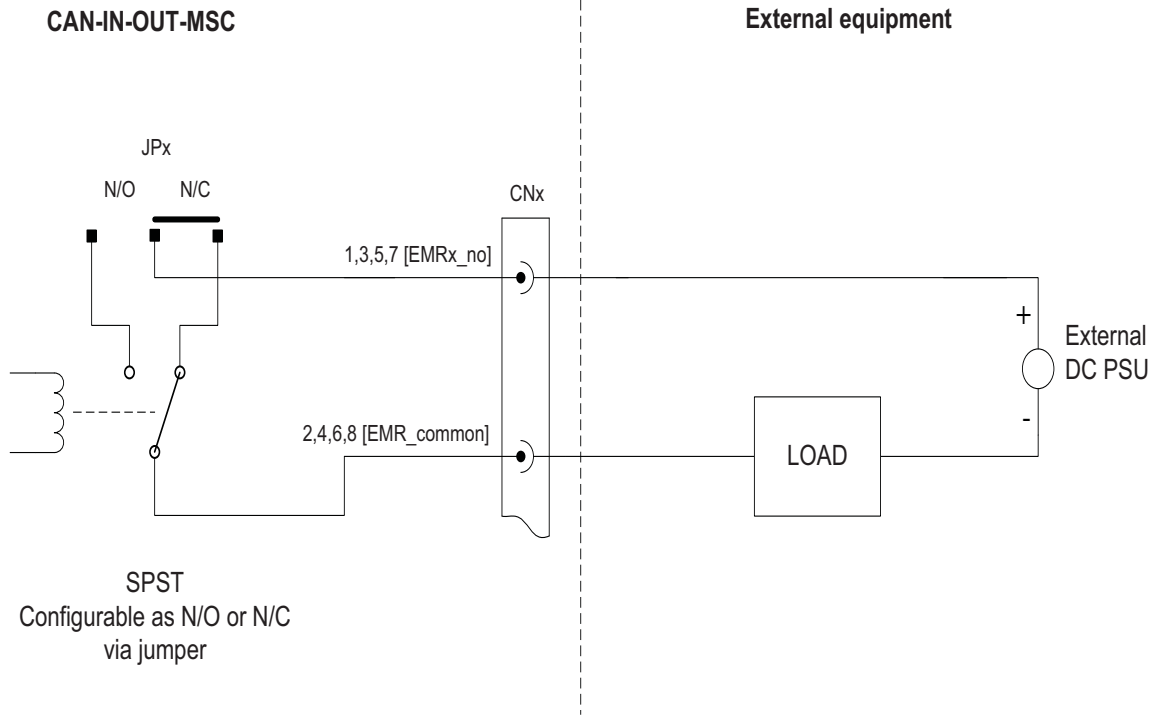 CAN-IN-OUT-MSC
External equipment
JPx
N/O
N/C
CNx
1,3,5,7 [EMRx_no]
+
External
DC PSU
-
2,4,6,8 [EMR_common]
LOAD
SPST
Configurable as N/O or N/C
via jumper